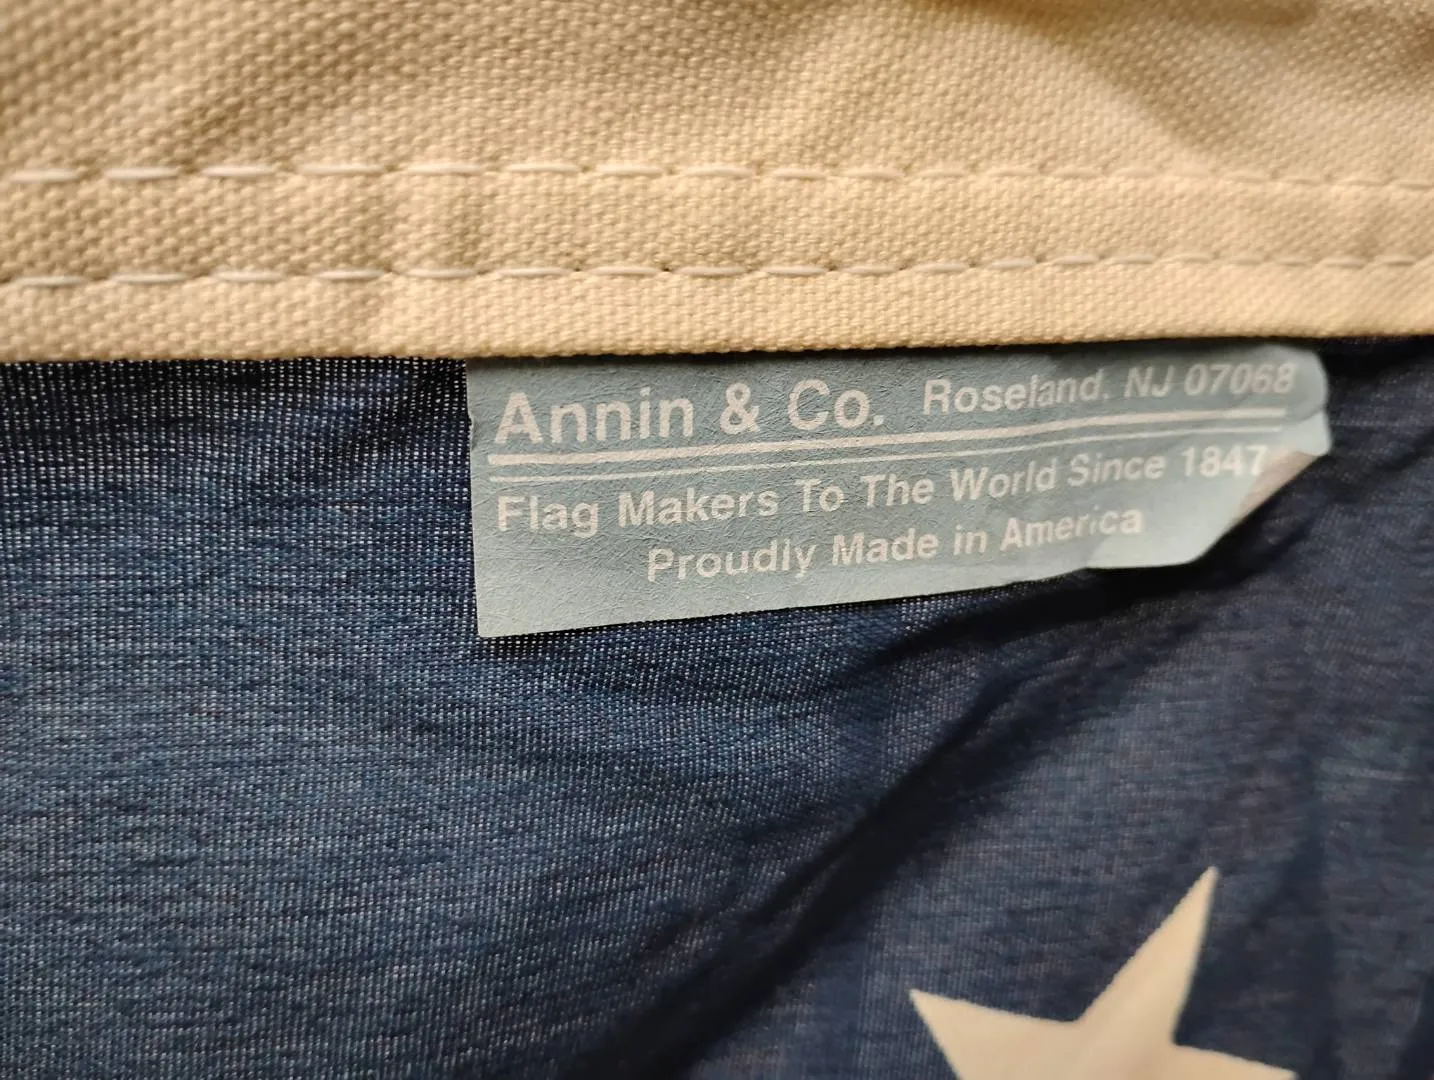 Annin & Co. Roseland, NJ 07068
Flag Makers To The World Since 1847
Proudly Made in America